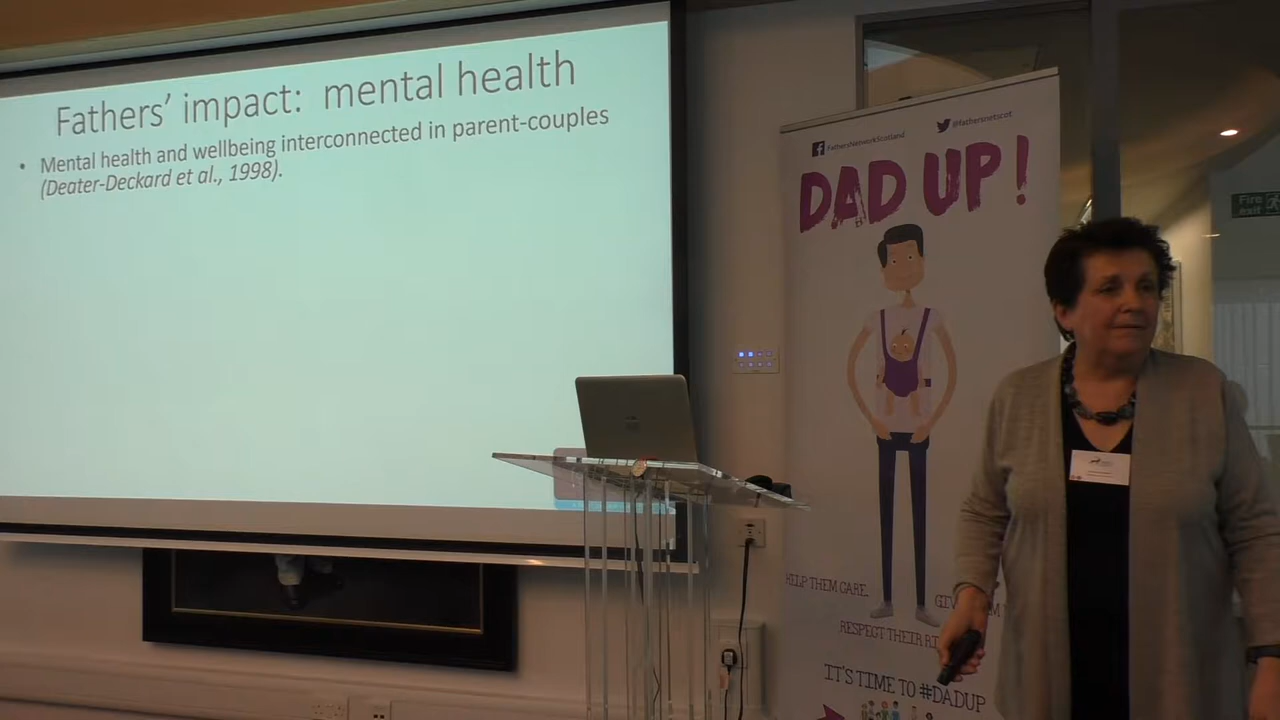 Fathers' impact: mental health
• Mental health and wellbeing interconnected in parent-couples
(Deater-Deckard et al., 1998).
FathersNetworkScotland
@fathersnetscot
DAD UP!
HELP THEM CARE.
RESPECT THEIR
IT'S TIME TO #DADUP
Fire
exit